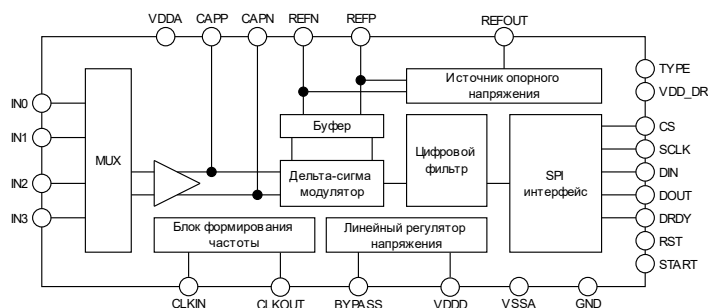 VDDA CAPP CAPN REFN REFP REFOUT
TYPE
Источник опорного
напряжения
VDD_DR
IN0
IN1
IN2
IN3
MUX
Буфер
Дельта-сигма
модулятор
Цифровой
фильтр
SPI
интерфейс
CS
SCLK
DIN
DOUT
DRDY
RST
START
Блок формирования
частоты
Линейный регулятор
напряжения
CLKIN CLKOUT BYPASS VDDD VSSA GND